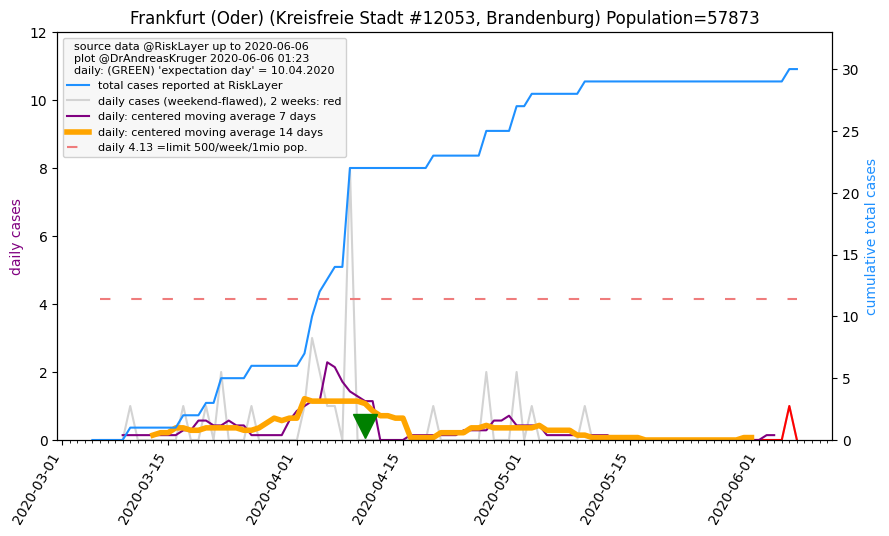 Frankfurt (Oder) (Kreisfreie Stadt #12053, Brandenburg) Population=57873
source data @RiskLayer up to 2020-06-06
plot @DrAndreasKruger 2020-06-06 01:23
daily: (GREEN) 'expectation day' = 10.04.2020
total cases reported at RiskLayer
daily cases (weekend-flawed), 2 weeks: red
daily: centered moving average 7 days
daily: centered moving average 14 days
daily 4.13 =limit 500/week/1mio pop.
daily cases
12
10
8
6
4
2
0
cumulative total cases
30
25
20
15
10
5
0
2020-03-01
2020-03-15
2020-04-01
2020-04-15
2020-05-01
2020-05-15
2020-06-01